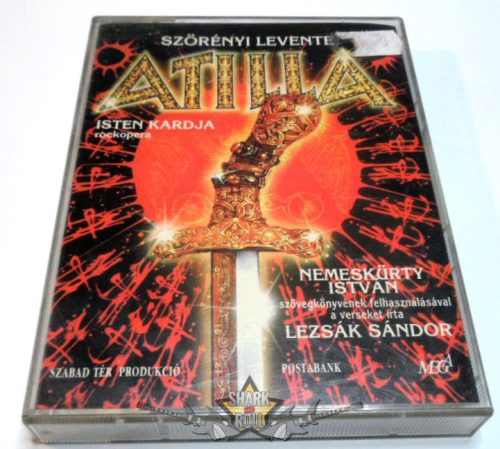 SZÖRÉNYI LEVENTE
ATILLA
ISTEN KARDJA
rockopera
NEMESKÜRTY
ISTVÁN
szövegkönyvének felhasználásával
a verseket írta
LEZSÁK SÁNDOR
SZABAD TÉR PRODUKCIÓ
POSTABANK
MEGA
SHARK
ROLL